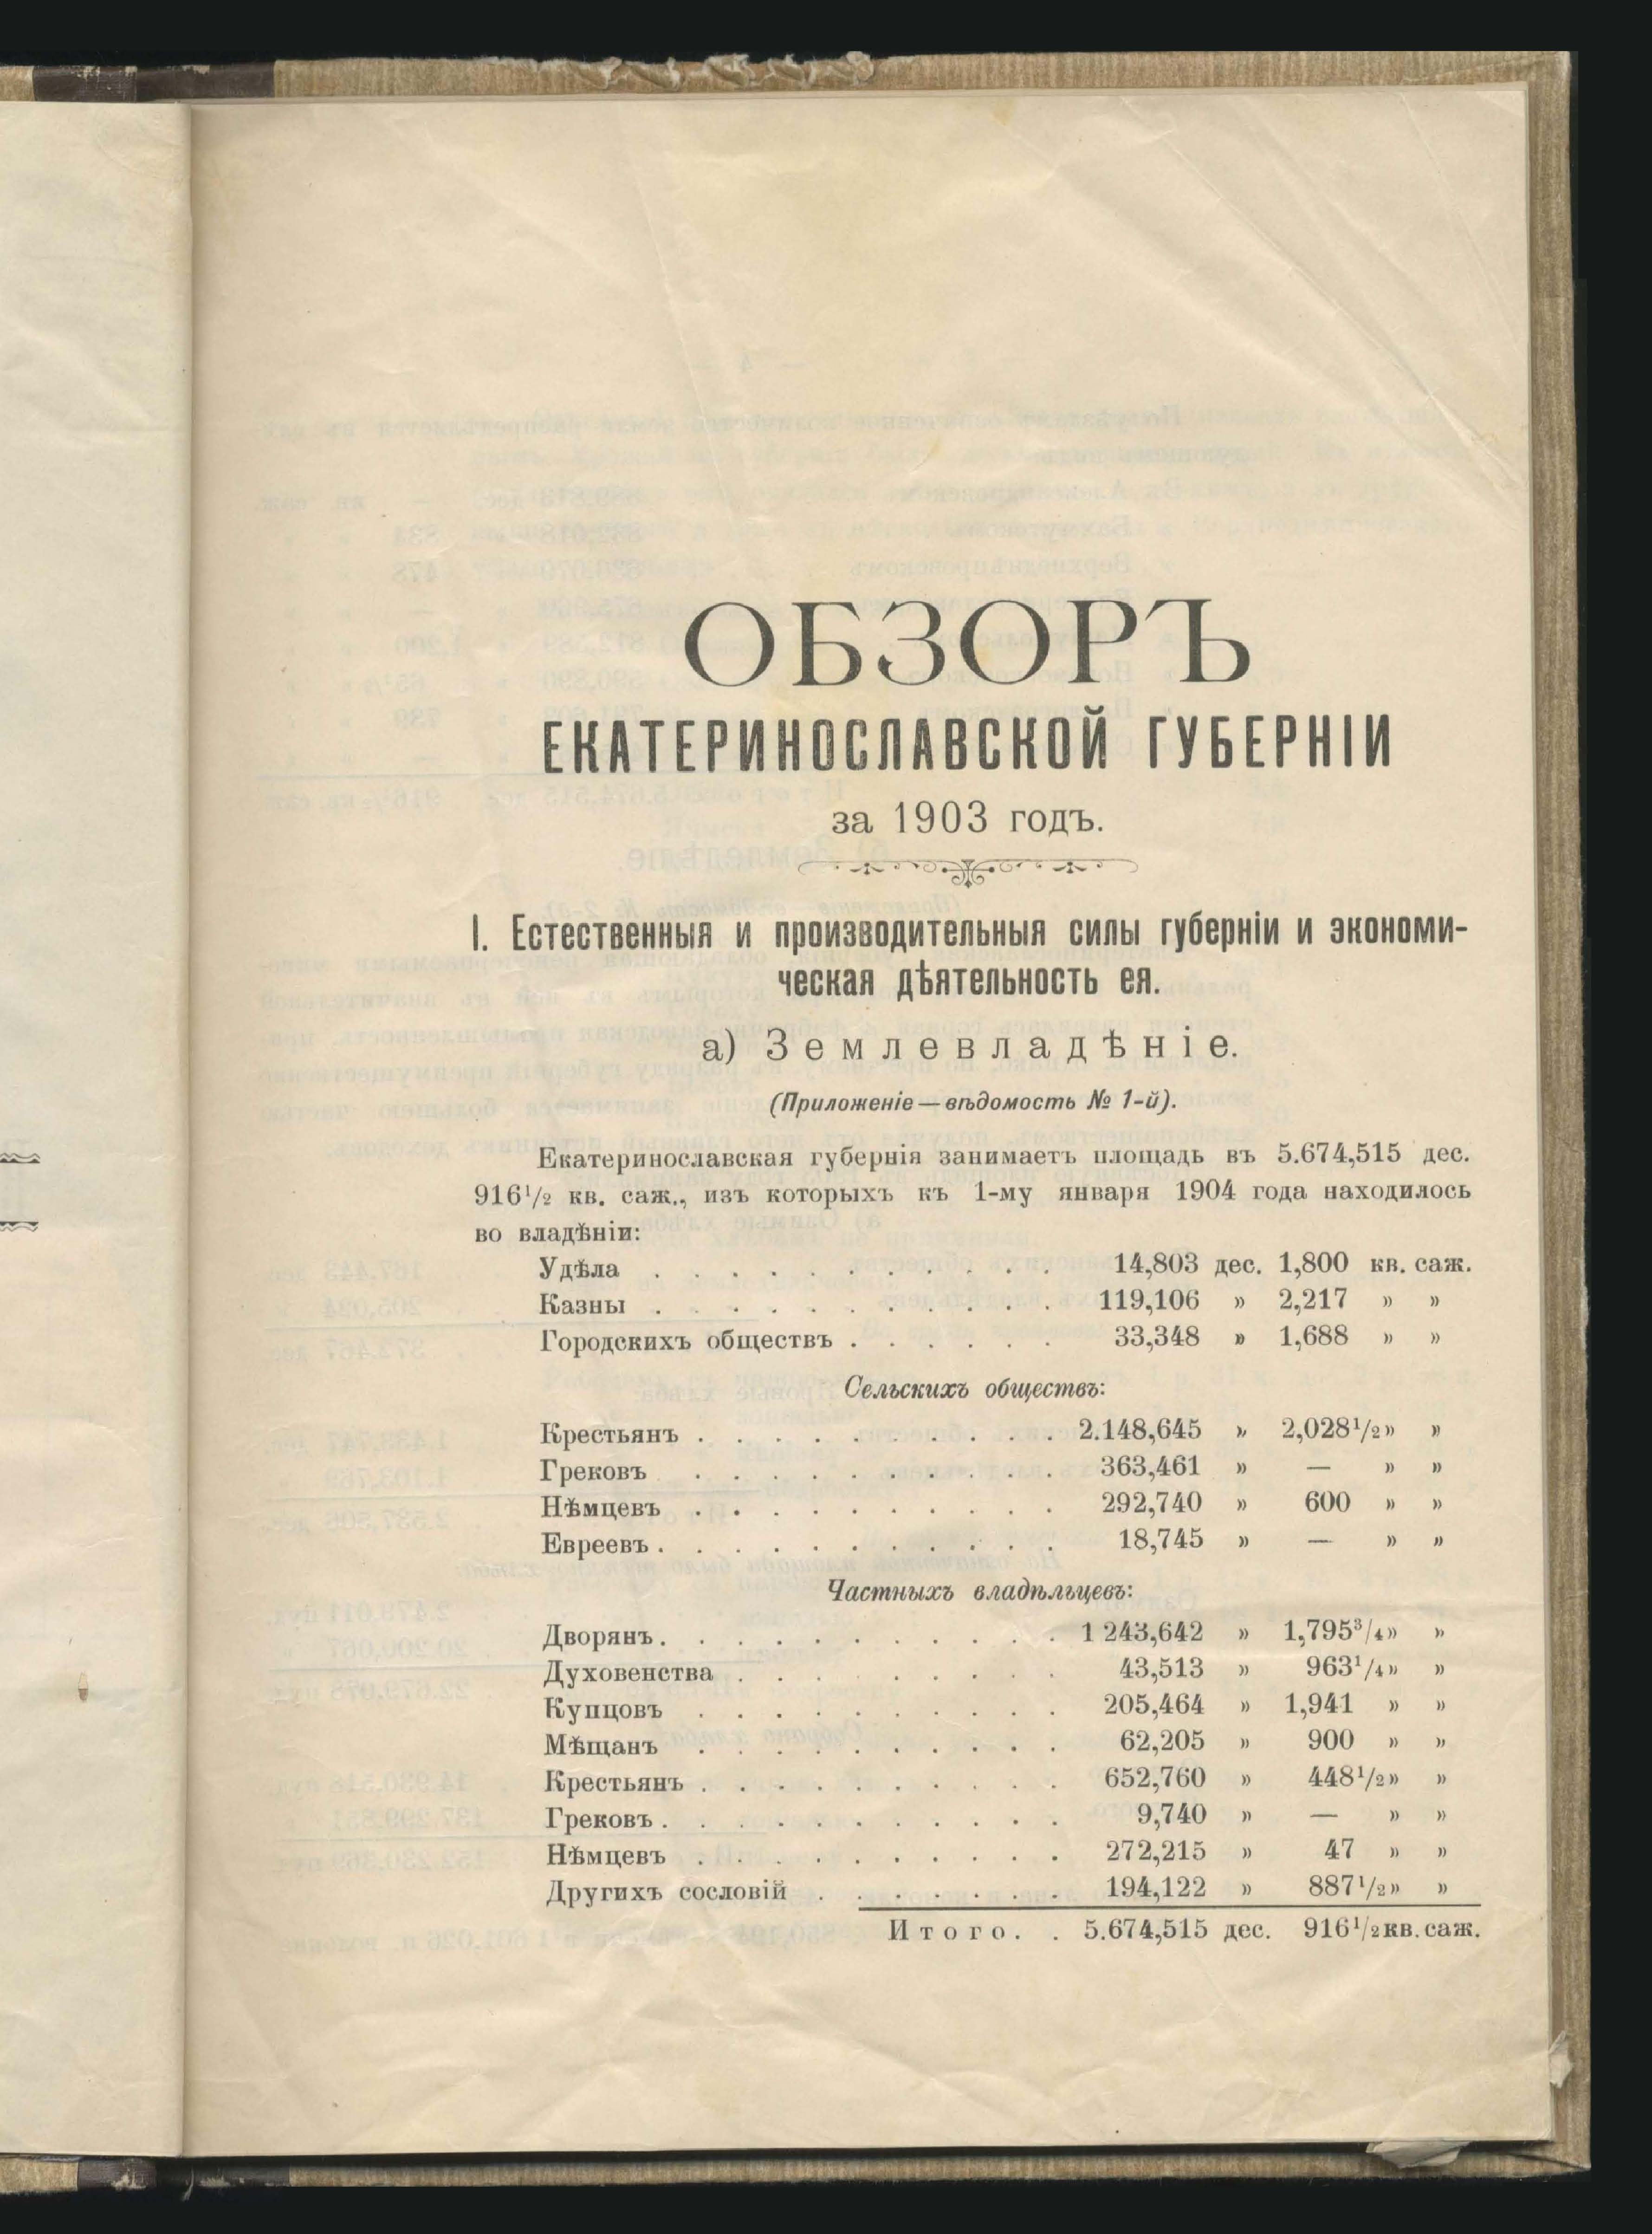 ОБЗОРЪ
ЕКАТЕРИНОСЛАВСКОЙ ГУБЕРНІИ
за 1903 годъ.
I. Естественныя и производительныя силы губерніи и экономи-
ческая дѣятельность ея.
а) Землевладѣніе.
(Приложеніе — вѣдомость № 1-й).
Екатеринославская губернія занимаетъ площадь въ 5.674,515 дес.
916¹/₂ кв. саж., изъ которыхъ къ 1-му января 1904 года находилось
во владѣніи:
Удѣла . . . . . . . . . . . 14,803 дес. 1,800 кв. саж.
Казны . . . . . . . . . . . 119,106 » 2,217 » »
Городскихъ обществъ . . . . . . 33,348 » 1,688 » »
Сельскихъ обществъ:
Крестьянъ . . . . . . . . . . 2.148,645 » 2,028¹/₂ » »
Грековъ . . . . . . . . . . 363,461 » — » »
Нѣмцевъ . . . . . . . . . . 292,740 » 600 » »
Евреевъ . . . . . . . . . . . 18,745 » — » »
Частныхъ владѣльцевъ:
Дворянъ . . . . . . . . . . . 1 243,642 » 1,795³/₄ » »
Духовенства . . . . . . . . . 43,513 » 963¹/₄ » »
Купцовъ . . . . . . . . . . 205,464 » 1,941 » »
Мѣщанъ . . . . . . . . . . 62,205 » 900 » »
Крестьянъ . . . . . . . . . . 652,760 » 448¹/₂ » »
Грековъ . . . . . . . . . . . 9,740 » — » »
Нѣмцевъ . . . . . . . . . . 272,215 » 47 » »
Другихъ сословій . . . . . . . 194,122 » 887¹/₂ » »
Итого. . 5.674,515 дес. 916¹/₂ кв. саж.